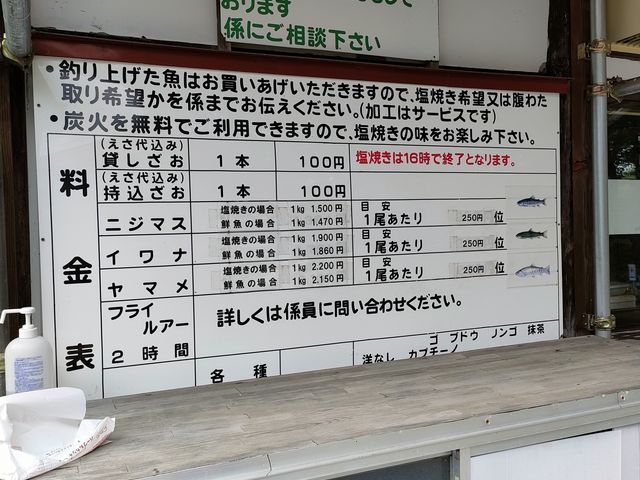 おります
係にご相談下さい
・釣り上げた魚はお買いあげいただきますので、塩焼き希望又は腹わた
取り希望かを係までお伝えください。(加工はサービスです)
・炭火を無料でご利用できますので、塩焼きの味をお楽しみ下さい。
料金表
(えさ代込み)
貸しざお 1本 100円 塩焼きは16時で終了となります。
(えさ代込み)
持込ざお 1本 100円
ニジマス 塩焼きの場合 1kg 1.500円 目安
鮮魚の場合 1kg 1.470円 1尾あたり 250円 位
イワナ 塩焼きの場合 1kg 1.900円 目安
鮮魚の場合 1kg 1.860円 1尾あたり 250円 位
ヤマメ 塩焼きの場合 1kg 2.200円 目安
鮮魚の場合 1kg 2.150円 1尾あたり 250円 位
フライ
ルアー
2時間
詳しくは係員に問い合わせください。
各種
ゴ ブドウ ノンゴ 抹茶
洋なし カプチーノ